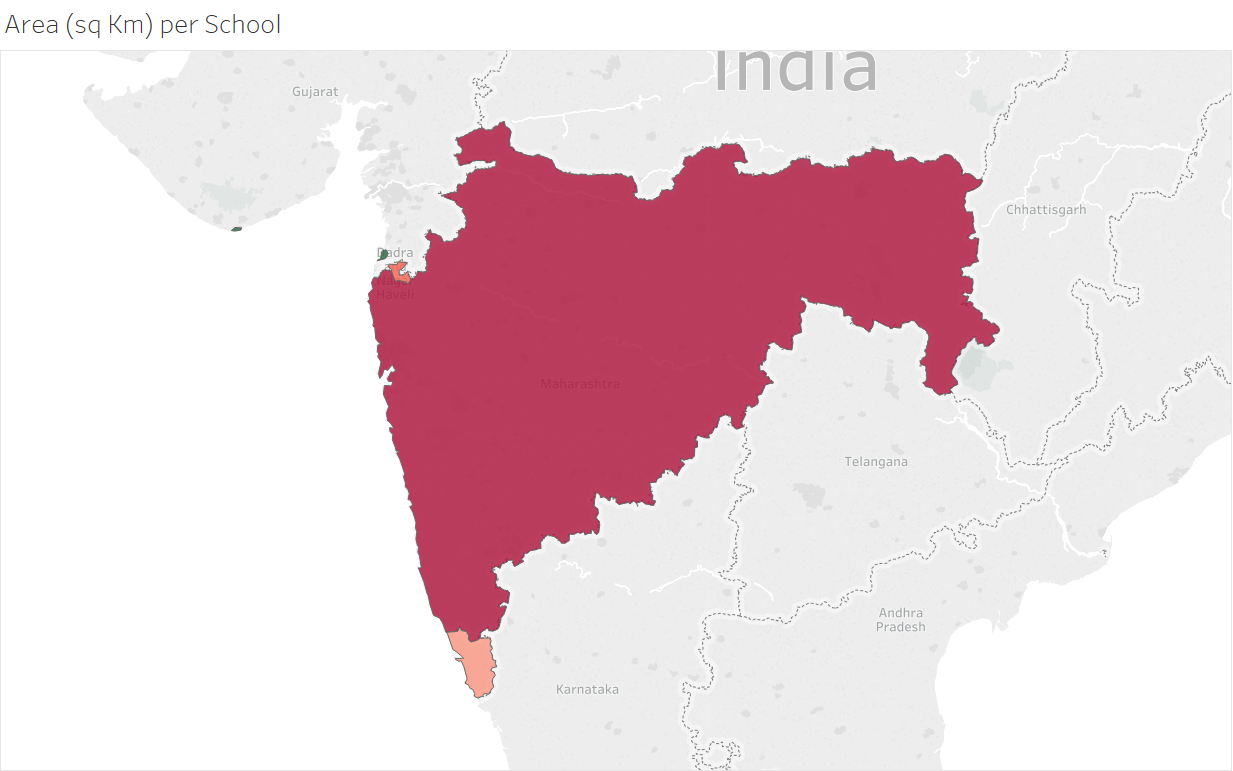 Area (sq Km) per School
India
Gujarat
Chhattisgarh
Dadra
Nagar
Haveli
Maharashtra
Telangana
Andhra
Pradesh
Karnataka